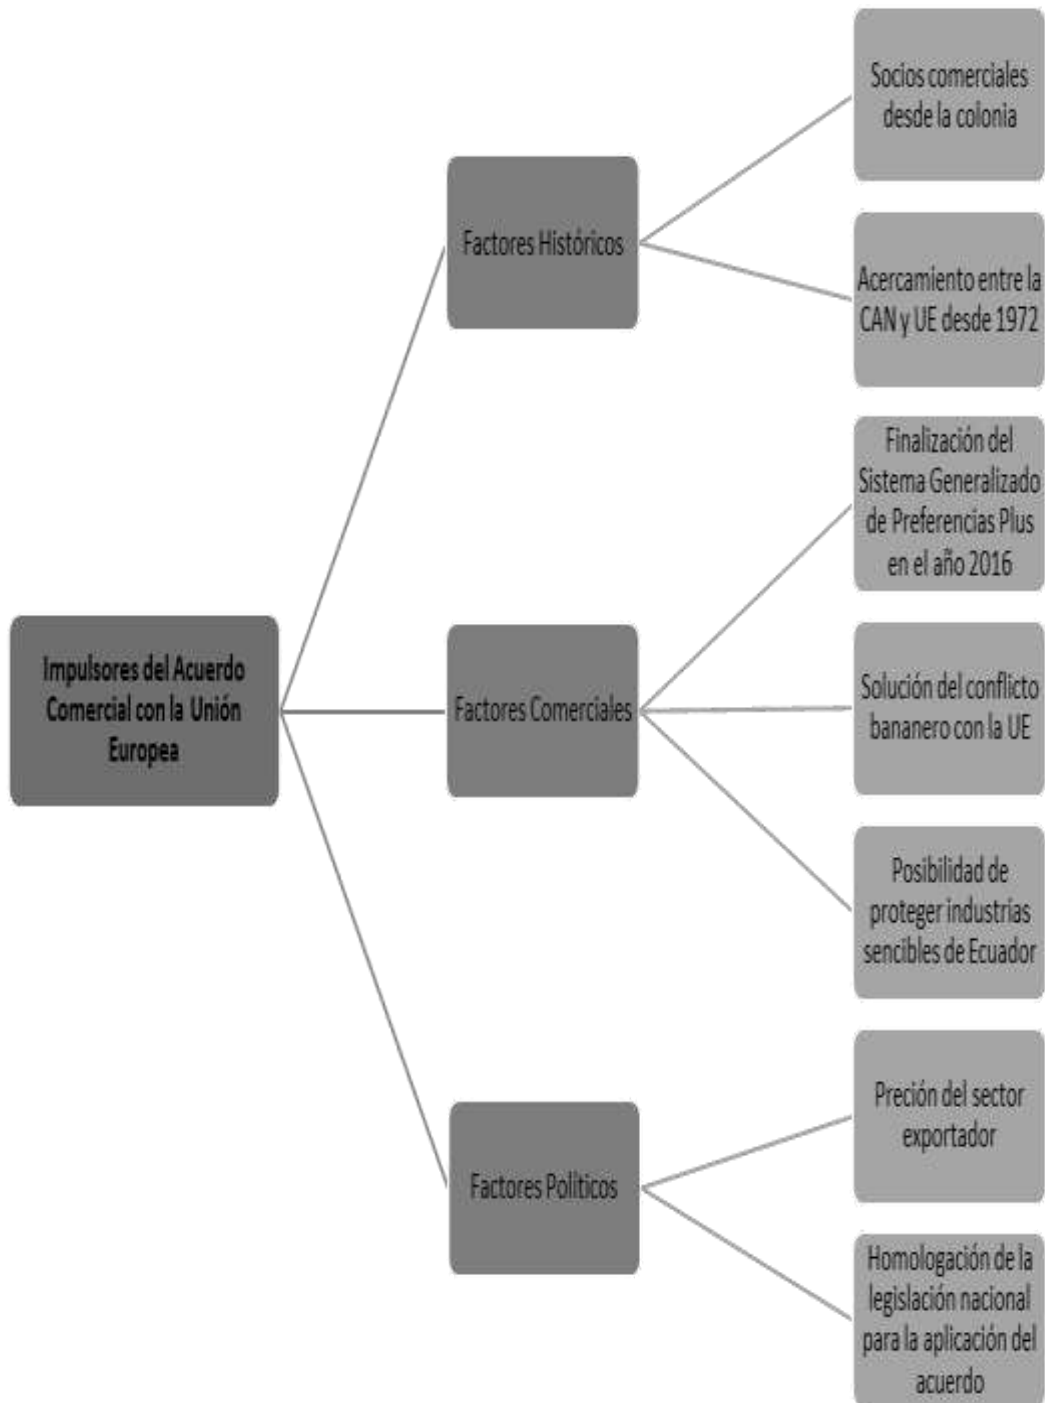 Impulsores del Acuerdo
Comercial con la Unión
Europea
Factores Históricos
Socios comerciales
desde la colonia
Acercamiento entre la
CAN y UE desde 1972
Factores Comerciales
Finalización del
Sistema Generalizado
de Preferencias Plus
en el año 2016
Solución del conflicto
bananero con la UE
Posibilidad de
proteger industrias
sencibles de Ecuador
Factores Políticos
Preción del sector
exportador
Homologación de la
legislación nacional
para la aplicación del
acuerdo